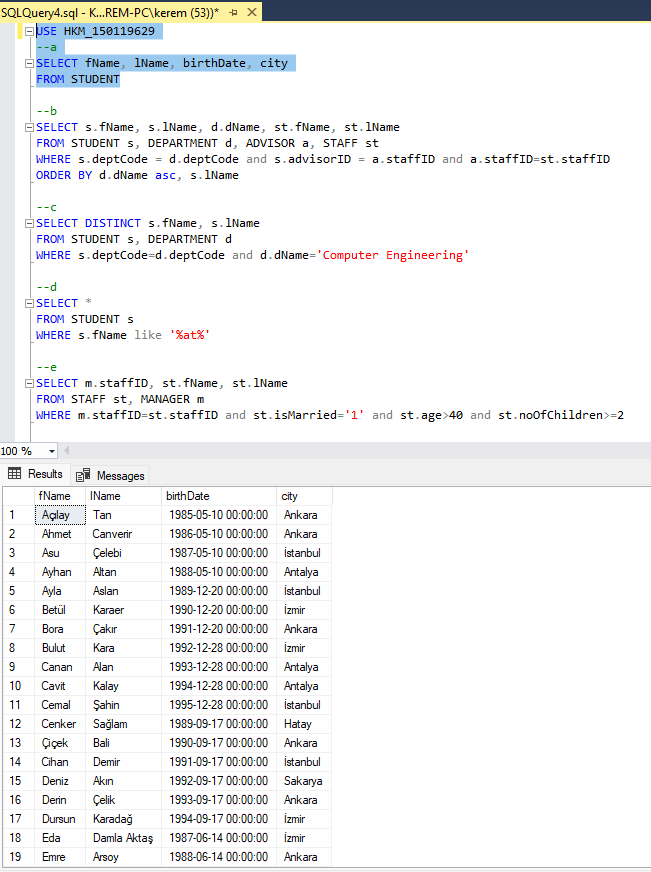 SQLQuery4.sql - K...REM-PC\kerem (53))*
USE HKM_150119629
--a
SELECT fName, lName, birthDate, city
FROM STUDENT
--b
SELECT s.fName, s.lName, d.dName, st.fName, st.lName
FROM STUDENT s, DEPARTMENT d, ADVISOR a, STAFF st
WHERE s.deptCode = d.deptCode and s.advisorID = a.staffID and a.staffID=st.staffID
ORDER BY d.dName asc, s.lName
--c
SELECT DISTINCT s.fName, s.lName
FROM STUDENT s, DEPARTMENT d
WHERE s.deptCode=d.deptCode and d.dName='Computer Engineering'
--d
SELECT *
FROM STUDENT s
WHERE s.fName like '%at%'
--e
SELECT m.staffID, st.fName, st.lName
FROM STAFF st, MANAGER m
WHERE m.staffID=st.staffID and st.isMarried='1' and st.age>40 and st.noOfChildren>=2
100 %
Results Messages
fName lName birthDate city
1 Açılay Tan 1985-05-10 00:00:00 Ankara
2 Ahmet Canverir 1986-05-10 00:00:00 Ankara
3 Asu Çelebi 1987-05-10 00:00:00 İstanbul
4 Ayhan Altan 1988-05-10 00:00:00 Antalya
5 Ayla Aslan 1989-12-20 00:00:00 İstanbul
6 Betül Karaer 1990-12-20 00:00:00 İzmir
7 Bora Çakır 1991-12-20 00:00:00 Ankara
8 Bulut Kara 1992-12-28 00:00:00 İzmir
9 Canan Alan 1993-12-28 00:00:00 Antalya
10 Cavit Kalay 1994-12-28 00:00:00 Antalya
11 Cemal Şahin 1995-12-28 00:00:00 İstanbul
12 Cenker Sağlam 1989-09-17 00:00:00 Hatay
13 Çiçek Bali 1990-09-17 00:00:00 Ankara
14 Cihan Demir 1991-09-17 00:00:00 İstanbul
15 Deniz Akın 1992-09-17 00:00:00 Sakarya
16 Derin Çelik 1993-09-17 00:00:00 Ankara
17 Dursun Karadağ 1994-09-17 00:00:00 İzmir
18 Eda Damla Aktaş 1987-06-14 00:00:00 İzmir
19 Emre Arsoy 1988-06-14 00:00:00 Ankara